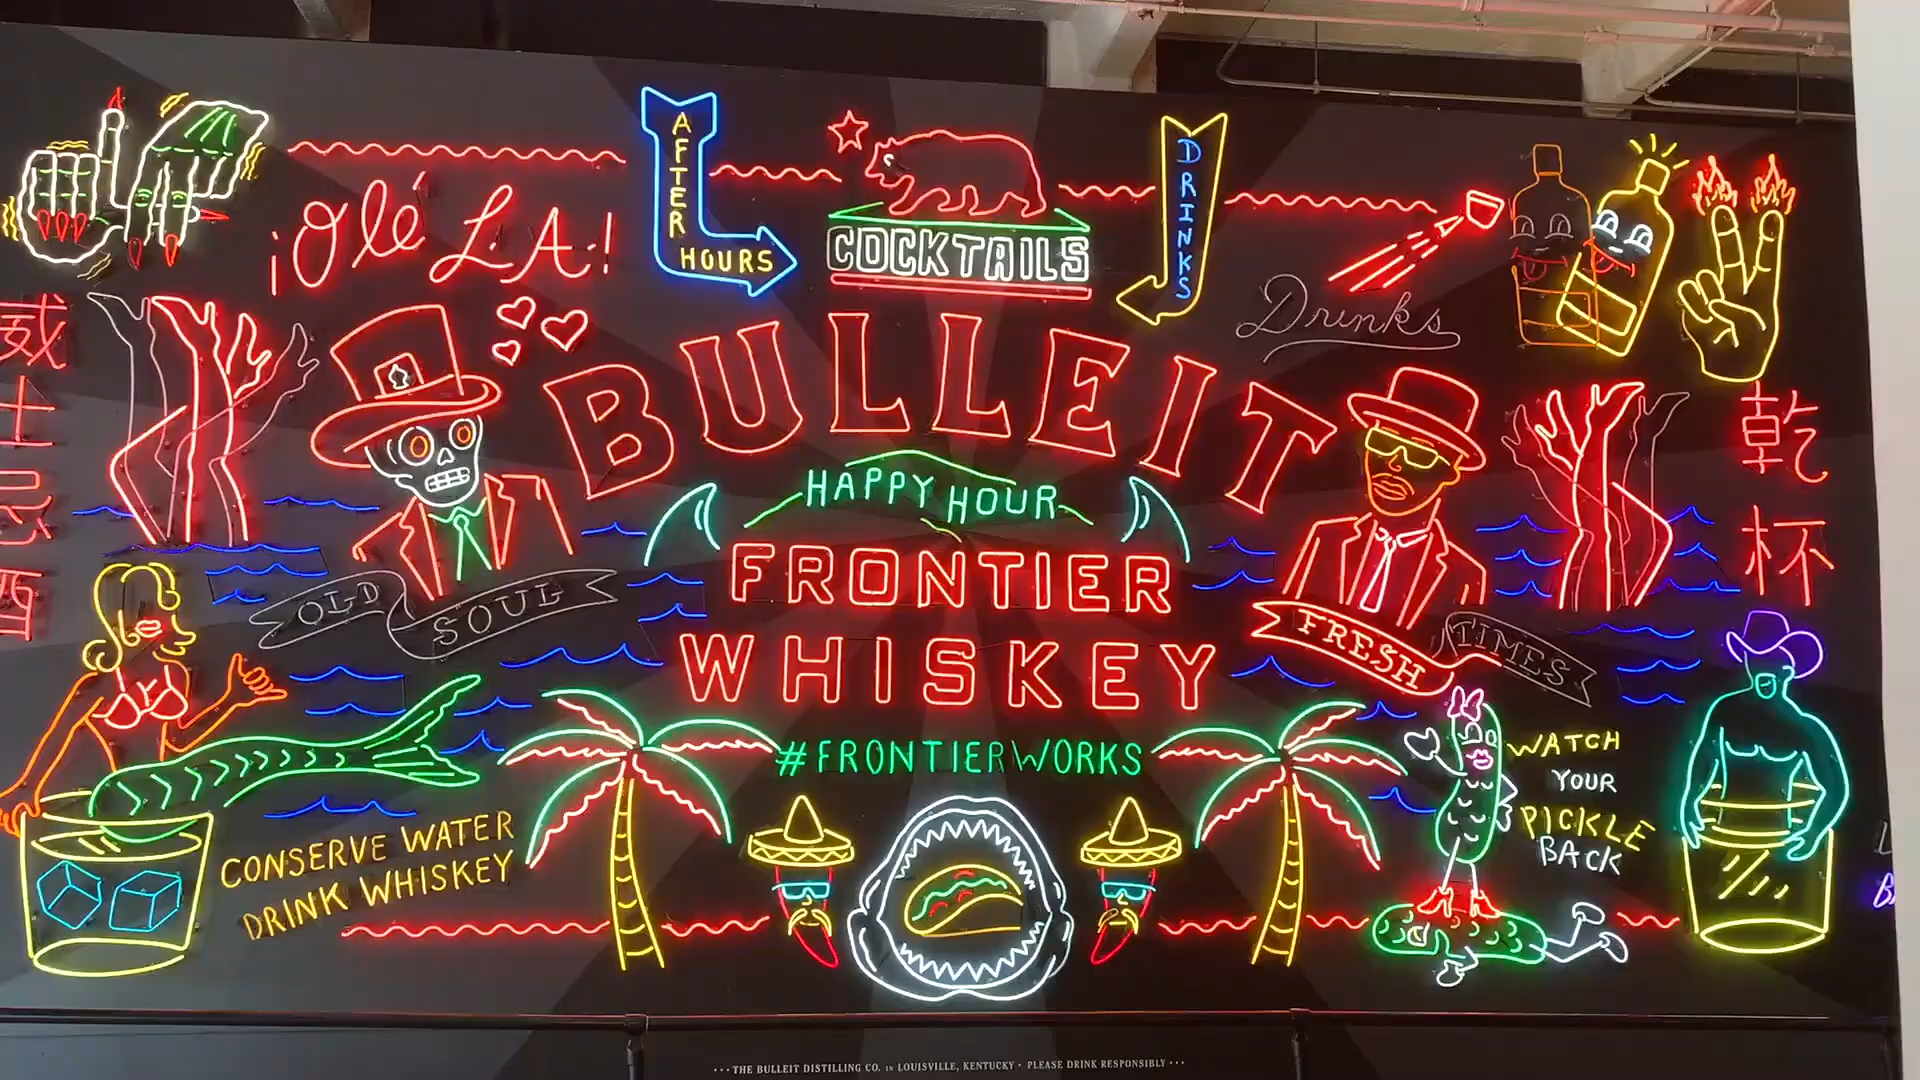 ¡Olé L.A.!
AFTER
HOURS
COCKTAILS
DRINKS
Drinks
BULLEIT
HAPPY HOUR
FRONTIER
WHISKEY
#FRONTIERWORKS
威士忌酒
乾杯
OLD SOUL
FRESH TIMES
CONSERVE WATER
DRINK WHISKEY
WATCH
YOUR
PICKLE
BACK
••• THE BULLEIT DISTILLING CO. IN LOUISVILLE, KENTUCKY • PLEASE DRINK RESPONSIBLY •••